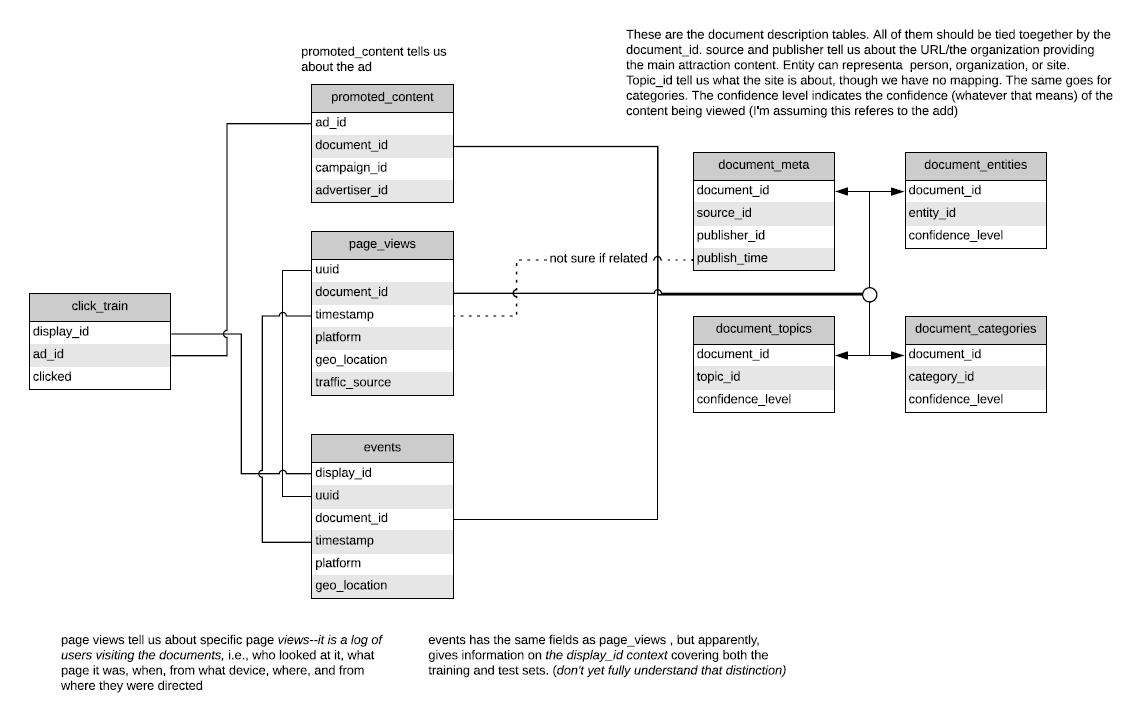 promoted_content tells us
about the ad
These are the document description tables. All of them should be tied toegether by the
document_id. source and publisher tell us about the URL/the organization providing
the main attraction content. Entity can representa  person, organization, or site.
Topic_id tell us what the site is about, though we have no mapping. The same goes for
categories. The confidence level indicates the confidence (whatever that means) of the
content being viewed (I'm assuming this referes to the add)
promoted_content
ad_id
document_id
campaign_id
advertiser_id
document_meta
document_id
source_id
publisher_id
publish_time
document_entities
document_id
entity_id
confidence_level
page_views
uuid
document_id
timestamp
platform
geo_location
traffic_source
not sure if related
click_train
display_id
ad_id
clicked
document_topics
document_id
topic_id
confidence_level
document_categories
document_id
category_id
confidence_level
events
display_id
uuid
document_id
timestamp
platform
geo_location
page views tell us about specific page views--it is a log of
users visiting the documents, i.e., who looked at it, what
page it was, when, from what device, where, and from
where they were directed
events has the same fields as page_views , but apparently,
gives information on the display_id context covering both the
training and test sets. (don't yet fully understand that distinction)